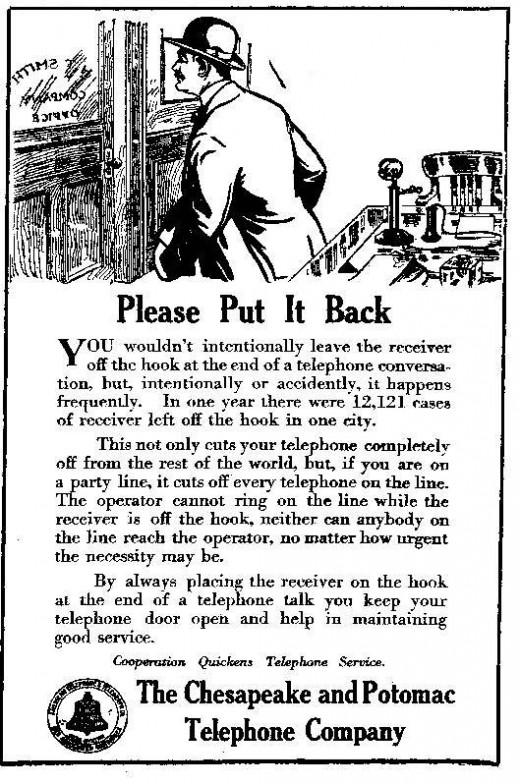 SMITH
COMPANY
OFFICE
Please Put It Back
YOU wouldn't intentionally leave the receiver
off the hook at the end of a telephone conversa-
tion, but, intentionally or accidently, it happens
frequently. In one year there were 12,121 cases
of receiver left off the hook in one city.
This not only cuts your telephone completely
off from the rest of the world, but, if you are on
a party line, it cuts off every telephone on the line.
The operator cannot ring on the line while the
receiver is off the hook, neither can anybody on
the line reach the operator, no matter how urgent
the necessity may be.
By always placing the receiver on the hook
at the end of a telephone talk you keep your
telephone door open and help in maintaining
good service.
Cooperation Quickens Telephone Service.
The Chesapeake and Potomac
Telephone Company